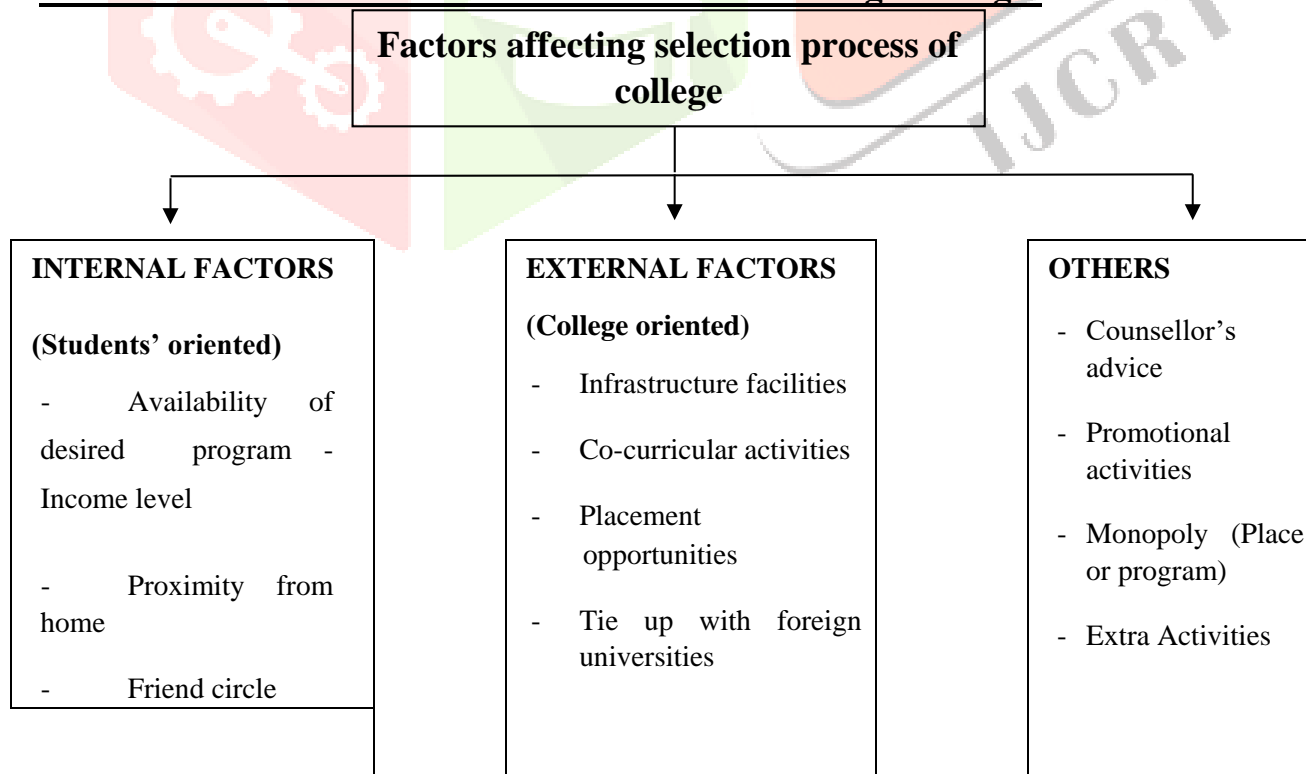 Factors affecting selection process of
college
IJCRT
INTERNAL FACTORS
(Students’ oriented)
- Availability of
desired program -
Income level
- Proximity from
home
- Friend circle
EXTERNAL FACTORS
(College oriented)
- Infrastructure facilities
- Co-curricular activities
- Placement
opportunities
- Tie up with foreign
universities
OTHERS
- Counsellor’s
advice
- Promotional
activities
- Monopoly (Place
or program)
- Extra Activities